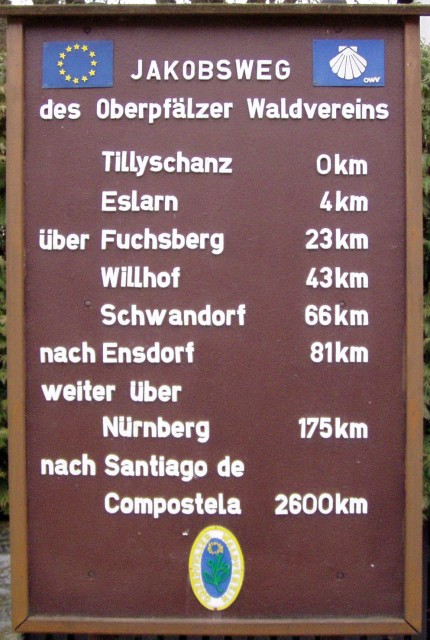 JAKOBSWEG
OWV
des Oberpfälzer Waldvereins
Tillyschanz 0km
Eslarn 4km
über Fuchsberg 23km
Willhof 43km
Schwandorf 66km
nach Ensdorf 81km
weiter über
Nürnberg 175km
nach Santiago de
Compostela 2600km